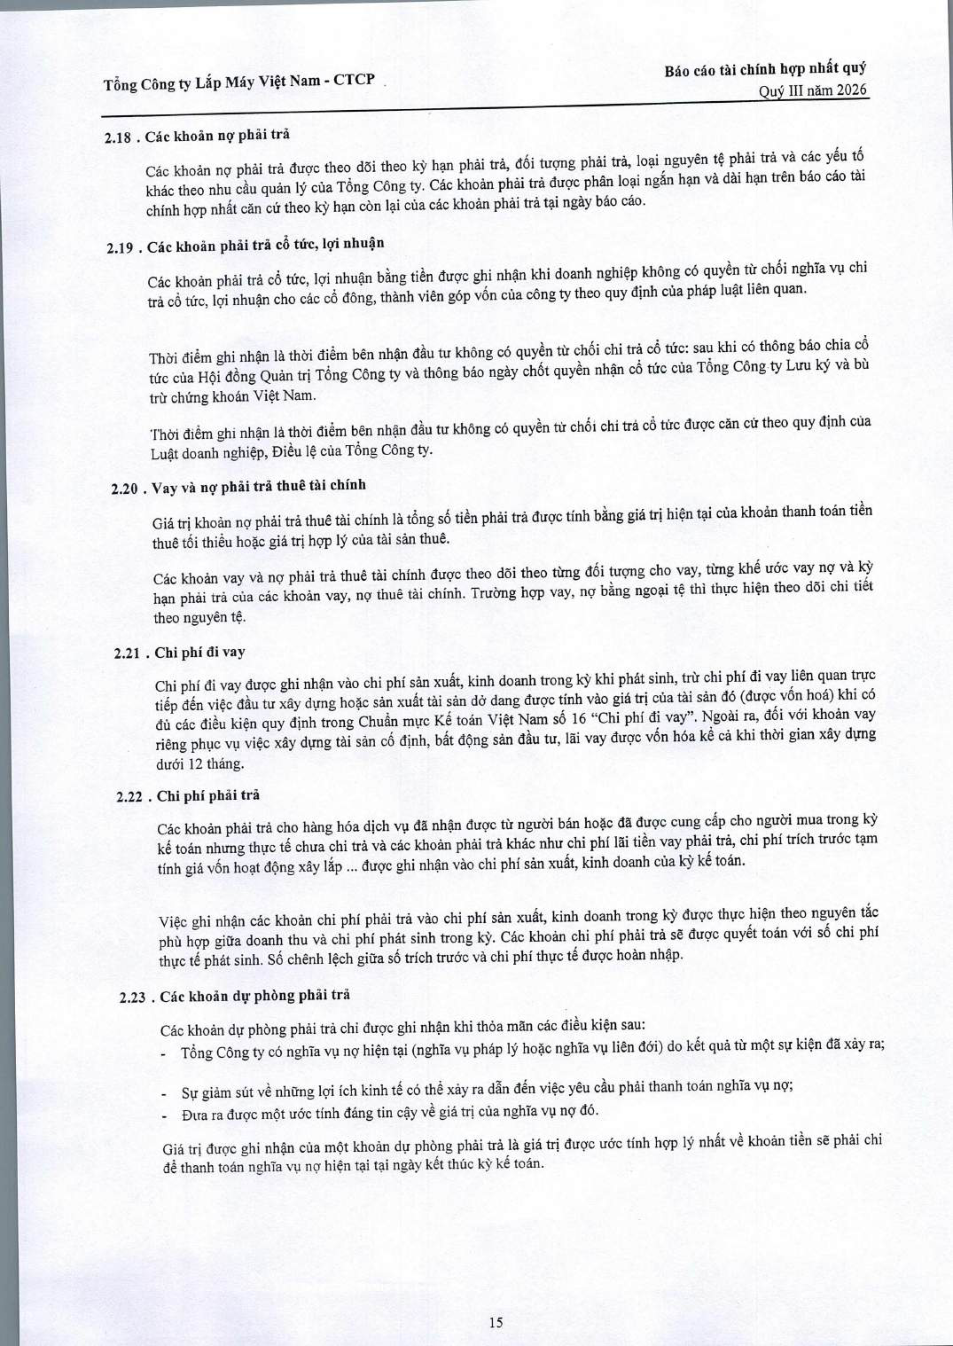 Tổng Công ty Lắp Máy Việt Nam - CTCP
Báo cáo tài chính hợp nhất quý
Quý III năm 2026
2.18 . Các khoản nợ phải trả
Các khoản nợ phải trả được theo dõi theo kỳ hạn phải trả, đối tượng phải trả, loại nguyên tệ phải trả và các yếu tố
khác theo nhu cầu quản lý của Tổng Công ty. Các khoản phải trả được phân loại ngắn hạn và dài hạn trên báo cáo tài
chính hợp nhất căn cứ theo kỳ hạn còn lại của các khoản phải trả tại ngày báo cáo.
2.19 . Các khoản phải trả cổ tức, lợi nhuận
Các khoản phải trả cổ tức, lợi nhuận bằng tiền được ghi nhận khi doanh nghiệp không có quyền từ chối nghĩa vụ chi
trả cổ tức, lợi nhuận cho các cổ đông, thành viên góp vốn của công ty theo quy định của pháp luật liên quan.
Thời điểm ghi nhận là thời điểm bên nhận đầu tư không có quyền từ chối chi trả cổ tức: sau khi có thông báo chia cổ
tức của Hội đồng Quản trị Tổng Công ty và thông báo ngày chốt quyền nhận cổ tức của Tổng Công ty Lưu ký và bù
trừ chứng khoán Việt Nam.
Thời điểm ghi nhận là thời điểm bên nhận đầu tư không có quyền từ chối chi trả cổ tức được căn cứ theo quy định của
Luật doanh nghiệp, Điều lệ của Tổng Công ty.
2.20 . Vay và nợ phải trả thuê tài chính
Giá trị khoản nợ phải trả thuê tài chính là tổng số tiền phải trả được tính bằng giá trị hiện tại của khoản thanh toán tiền
thuê tối thiểu hoặc giá trị hợp lý của tài sản thuê.
Các khoản vay và nợ phải trả thuê tài chính được theo dõi theo từng đối tượng cho vay, từng khế ước vay nợ và kỳ
hạn phải trả của các khoản vay, nợ thuê tài chính. Trường hợp vay, nợ bằng ngoại tệ thì thực hiện theo dõi chi tiết
theo nguyên tệ.
2.21 . Chi phí đi vay
Chi phí đi vay được ghi nhận vào chi phí sản xuất, kinh doanh trong kỳ khi phát sinh, trừ chi phí đi vay liên quan trực
tiếp đến việc đầu tư xây dựng hoặc sản xuất tài sản dở dang được tính vào giá trị của tài sản đó (được vốn hoá) khi có
đủ các điều kiện quy định trong Chuẩn mực Kế toán Việt Nam số 16 “Chi phí đi vay”. Ngoài ra, đối với khoản vay
riêng phục vụ việc xây dựng tài sản cố định, bất động sản đầu tư, lãi vay được vốn hóa kể cả khi thời gian xây dựng
dưới 12 tháng.
2.22 . Chi phí phải trả
Các khoản phải trả cho hàng hóa dịch vụ đã nhận được từ người bán hoặc đã được cung cấp cho người mua trong kỳ
kế toán nhưng thực tế chưa chi trả và các khoản phải trả khác như chi phí lãi tiền vay phải trả, chi phí trích trước tạm
tính giá vốn hoạt động xây lắp ... được ghi nhận vào chi phí sản xuất, kinh doanh của kỳ kế toán.
Việc ghi nhận các khoản chi phí phải trả vào chi phí sản xuất, kinh doanh trong kỳ được thực hiện theo nguyên tắc
phù hợp giữa doanh thu và chi phí phát sinh trong kỳ. Các khoản chi phí phải trả sẽ được quyết toán với số chi phí
thực tế phát sinh. Số chênh lệch giữa số trích trước và chi phí thực tế được hoàn nhập.
2.23 . Các khoản dự phòng phải trả
Các khoản dự phòng phải trả chỉ được ghi nhận khi thỏa mãn các điều kiện sau:
- Tổng Công ty có nghĩa vụ nợ hiện tại (nghĩa vụ pháp lý hoặc nghĩa vụ liên đới) do kết quả từ một sự kiện đã xảy ra;
- Sự giảm sút về những lợi ích kinh tế có thể xảy ra dẫn đến việc yêu cầu phải thanh toán nghĩa vụ nợ;
- Đưa ra được một ước tính đáng tin cậy về giá trị của nghĩa vụ nợ đó.
Giá trị được ghi nhận của một khoản dự phòng phải trả là giá trị được ước tính hợp lý nhất về khoản tiền sẽ phải chi
để thanh toán nghĩa vụ nợ hiện tại tại ngày kết thúc kỳ kế toán.
15